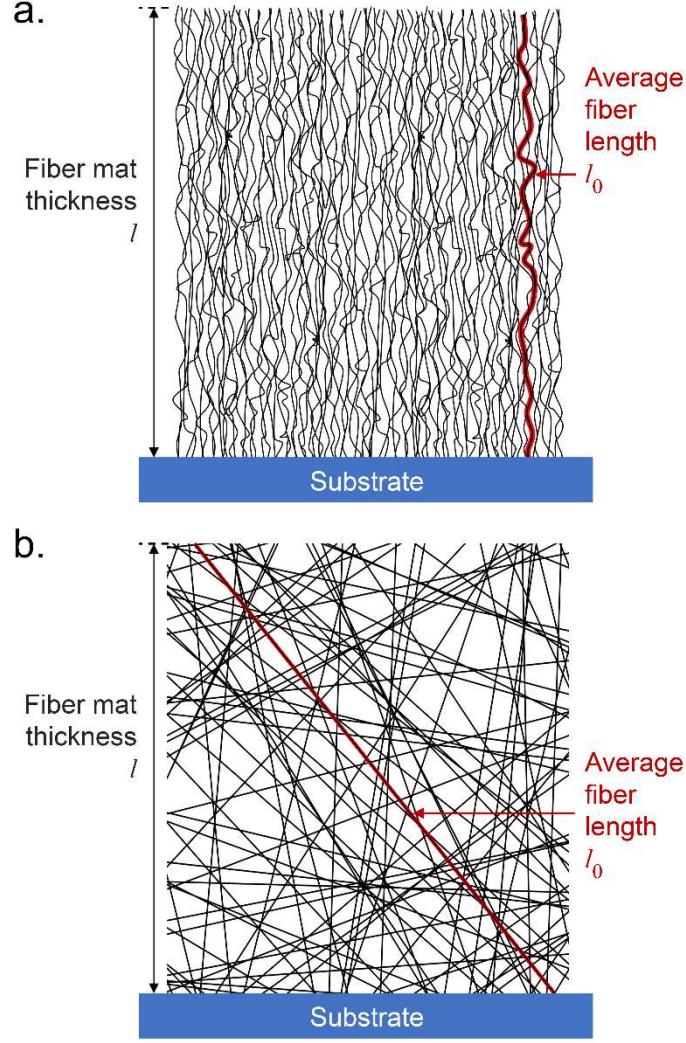 a.
Fiber mat
thickness
l
Average
fiber
length
l0
Substrate
b.
Fiber mat
thickness
l
Average
fiber
length
l0
Substrate